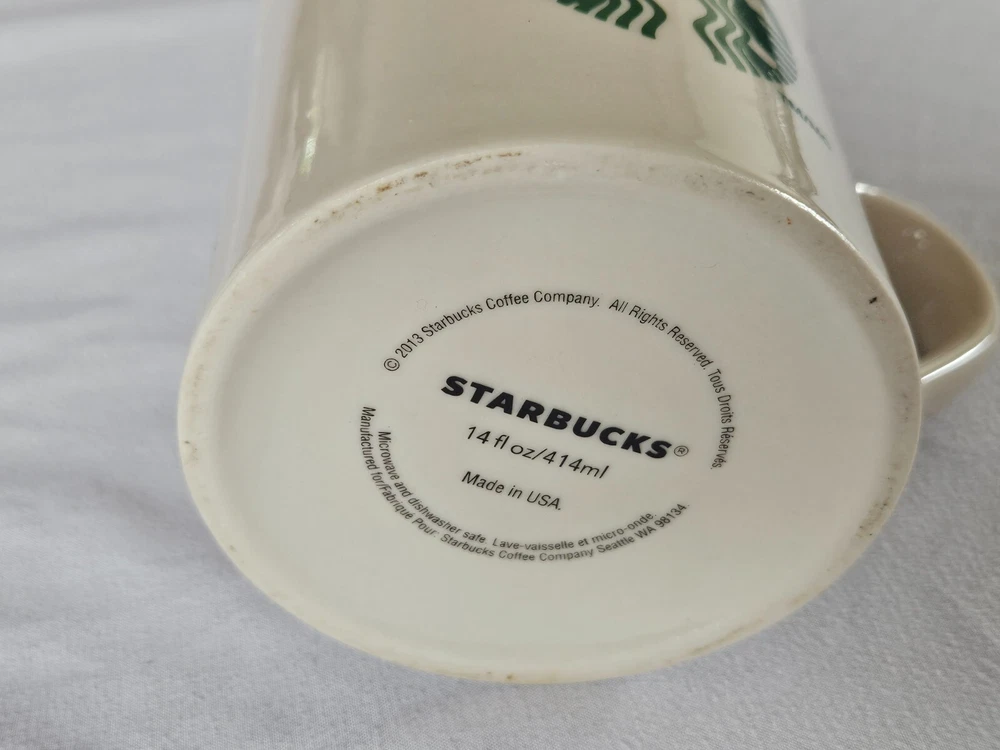 © 2013 Starbucks Coffee Company. All Rights Reserved. Tous Droits Réservés
STARBUCKS®
14 fl oz/414ml
Made in USA.
Microwave and dishwasher safe. Lave-vaisselle et micro-onde.
Manufactured for/Fabriqué Pour: Starbucks Coffee Company Seattle WA 98134.